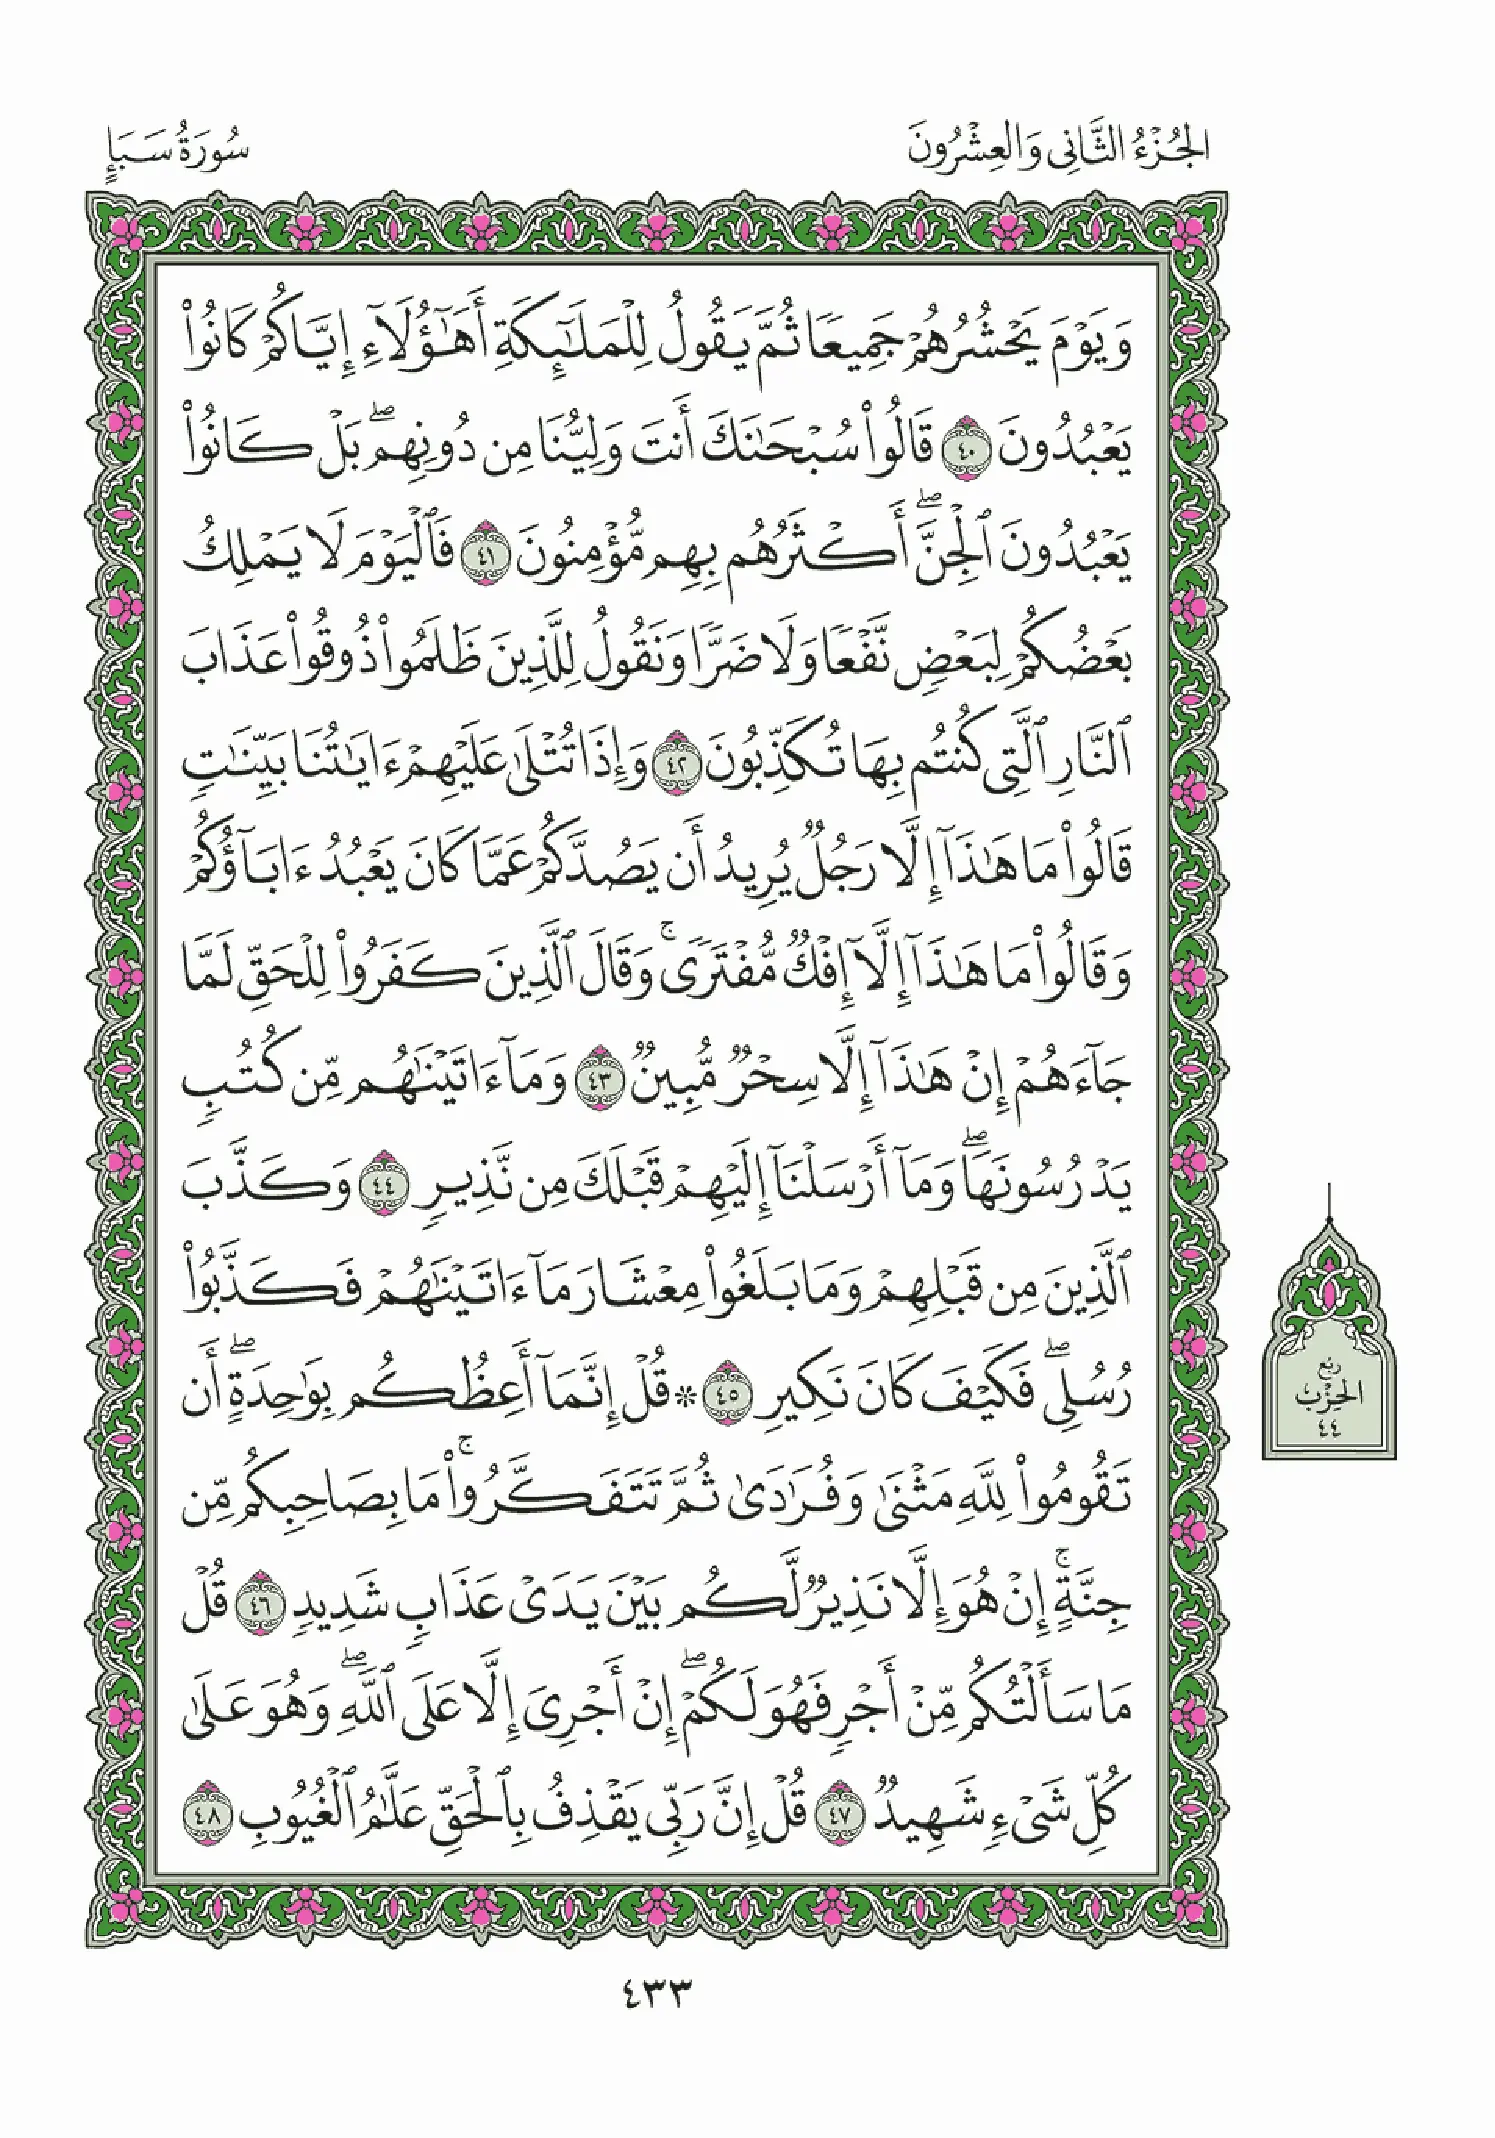 الجُزْءُ الثَّانِي وَالعِشْرُونَ
سُورَةُ سَبَإٍ
وَيَوْمَ يَحْشُرُهُمْ جَمِيعًا ثُمَّ يَقُولُ لِلْمَلَٰٓئِكَةِ أَهَٰٓؤُلَآءِ إِيَّاكُمْ كَانُوا۟
يَعْبُدُونَ ٤٠ قَالُوا۟ سُبْحَٰنَكَ أَنتَ وَلِيُّنَا مِن دُونِهِمۖ بَلْ كَانُوا۟
يَعْبُدُونَ ٱلْجِنَّۖ أَكْثَرُهُم بِهِم مُّؤْمِنُونَ ٤١ فَٱلْيَوْمَ لَا يَمْلِكُ
بَعْضُكُمْ لِبَعْضٍ نَّفْعًا وَلَا ضَرًّا وَنَقُولُ لِلَّذِينَ ظَلَمُوا۟ ذُوقُوا۟ عَذَابَ
ٱلنَّارِ ٱلَّتِى كُنتُم بِهَا تُكَذِّبُونَ ٤٢ وَإِذَا تُتْلَىٰ عَلَيْهِمْ ءَايَٰتُنَا بَيِّنَٰتٍ
قَالُوا۟ مَا هَٰذَآ إِلَّا رَجُلٌ يُرِيدُ أَن يَصُدَّكُمْ عَمَّا كَانَ يَعْبُدُ ءَابَآؤُكُمْ
وَقَالُوا۟ مَا هَٰذَآ إِلَّآ إِفْكٌ مُّفْتَرًىۚ وَقَالَ ٱلَّذِينَ كَفَرُوا۟ لِلْحَقِّ لَمَّا
جَآءَهُمْ إِنْ هَٰذَآ إِلَّا سِحْرٌ مُّبِينٌ ٤٣ وَمَآ ءَاتَيْنَٰهُم مِّن كُتُبٍ
يَدْرُسُونَهَاۖ وَمَآ أَرْسَلْنَآ إِلَيْهِمْ قَبْلَكَ مِن نَّذِيرٍ ٤٤ وَكَذَّبَ
ٱلَّذِينَ مِن قَبْلِهِمْ وَمَا بَلَغُوا۟ مِعْشَارَ مَآ ءَاتَيْنَٰهُمْ فَكَذَّبُوا۟
رُسُلِىۖ فَكَيْفَ كَانَ نَكِيرِ ٤٥ * قُلْ إِنَّمَآ أَعِظُكُم بِوَٰحِدَةٍۖ أَن
تَقُومُوا۟ لِلَّهِ مَثْنَىٰ وَفُرَٰدَىٰ ثُمَّ تَتَفَكَّرُوا۟ۚ مَا بِصَاحِبِكُم مِّن
جِنَّةٍۚ إِنْ هُوَ إِلَّا نَذِيرٌ لَّكُم بَيْنَ يَدَىْ عَذَابٍ شَدِيدٍ ٤٦ قُلْ
مَا سَأَلْتُكُم مِّنْ أَجْرٍ فَهُوَ لَكُمْۖ إِنْ أَجْرِىَ إِلَّا عَلَى ٱللَّهِۖ وَهُوَ عَلَىٰ
كُلِّ شَىْءٍ شَهِيدٌ ٤٧ قُلْ إِنَّ رَبِّى يَقْذِفُ بِٱلْحَقِّ عَلَّٰمُ ٱلْغُيُوبِ ٤٨
ربع
الحِزْب
٤٤
٤٣٣